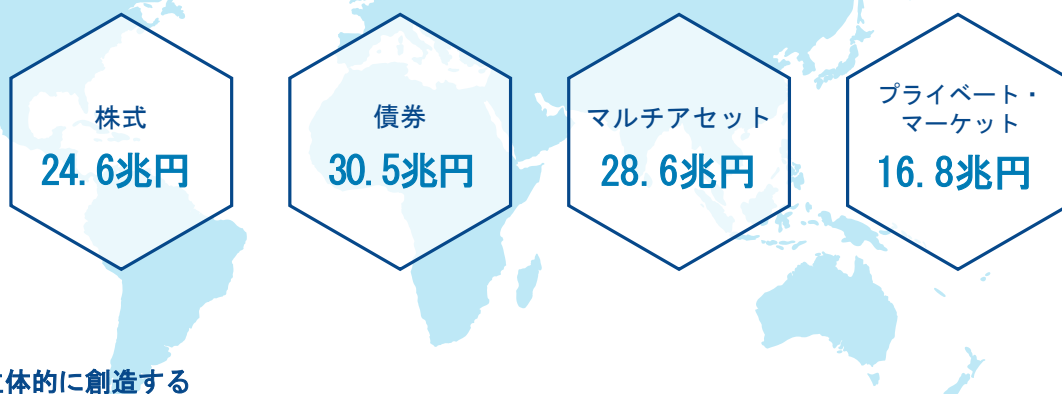 株式
24.6兆円
債券
30.5兆円
マルチアセット
28.6兆円
プライベート・
マーケット
16.8兆円
体的に創造する